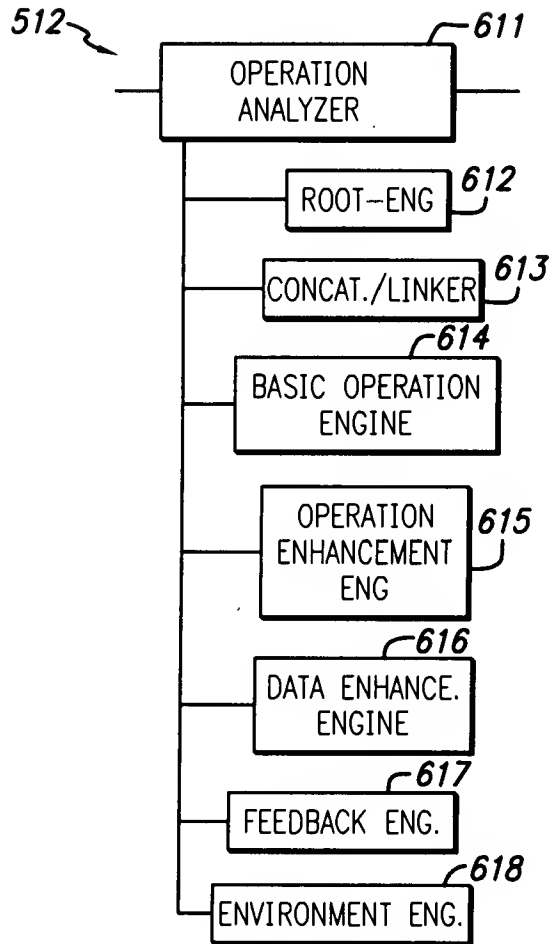 512
611
OPERATION
ANALYZER
612
ROOT-ENG
613
CONCAT./LINKER
614
BASIC OPERATION
ENGINE
OPERATION
ENHANCEMENT
ENG
615
616
DATA ENHANCE.
ENGINE
617
FEEDBACK ENG.
618
ENVIRONMENT ENG.